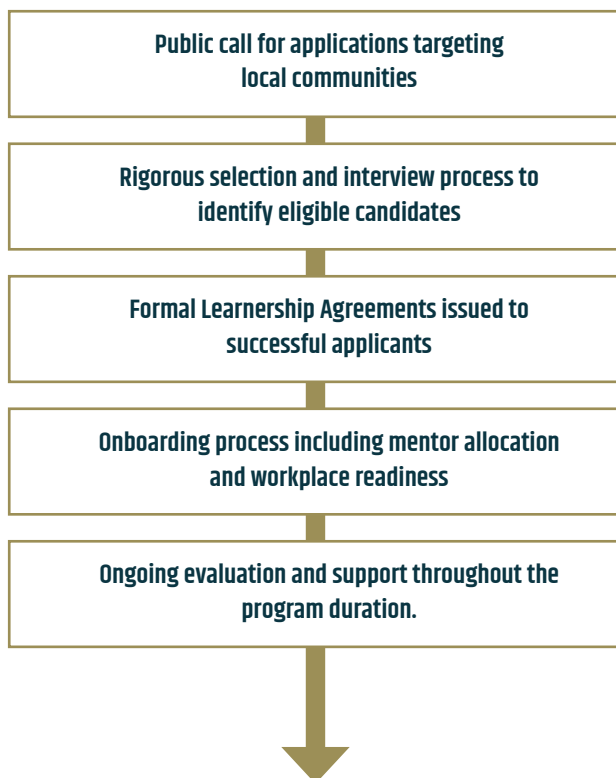 Public call for applications targeting
local communities
Rigorous selection and interview process to
identify eligible candidates
Formal Learnership Agreements issued to
successful applicants
Onboarding process including mentor allocation
and workplace readiness
Ongoing evaluation and support throughout the
program duration.